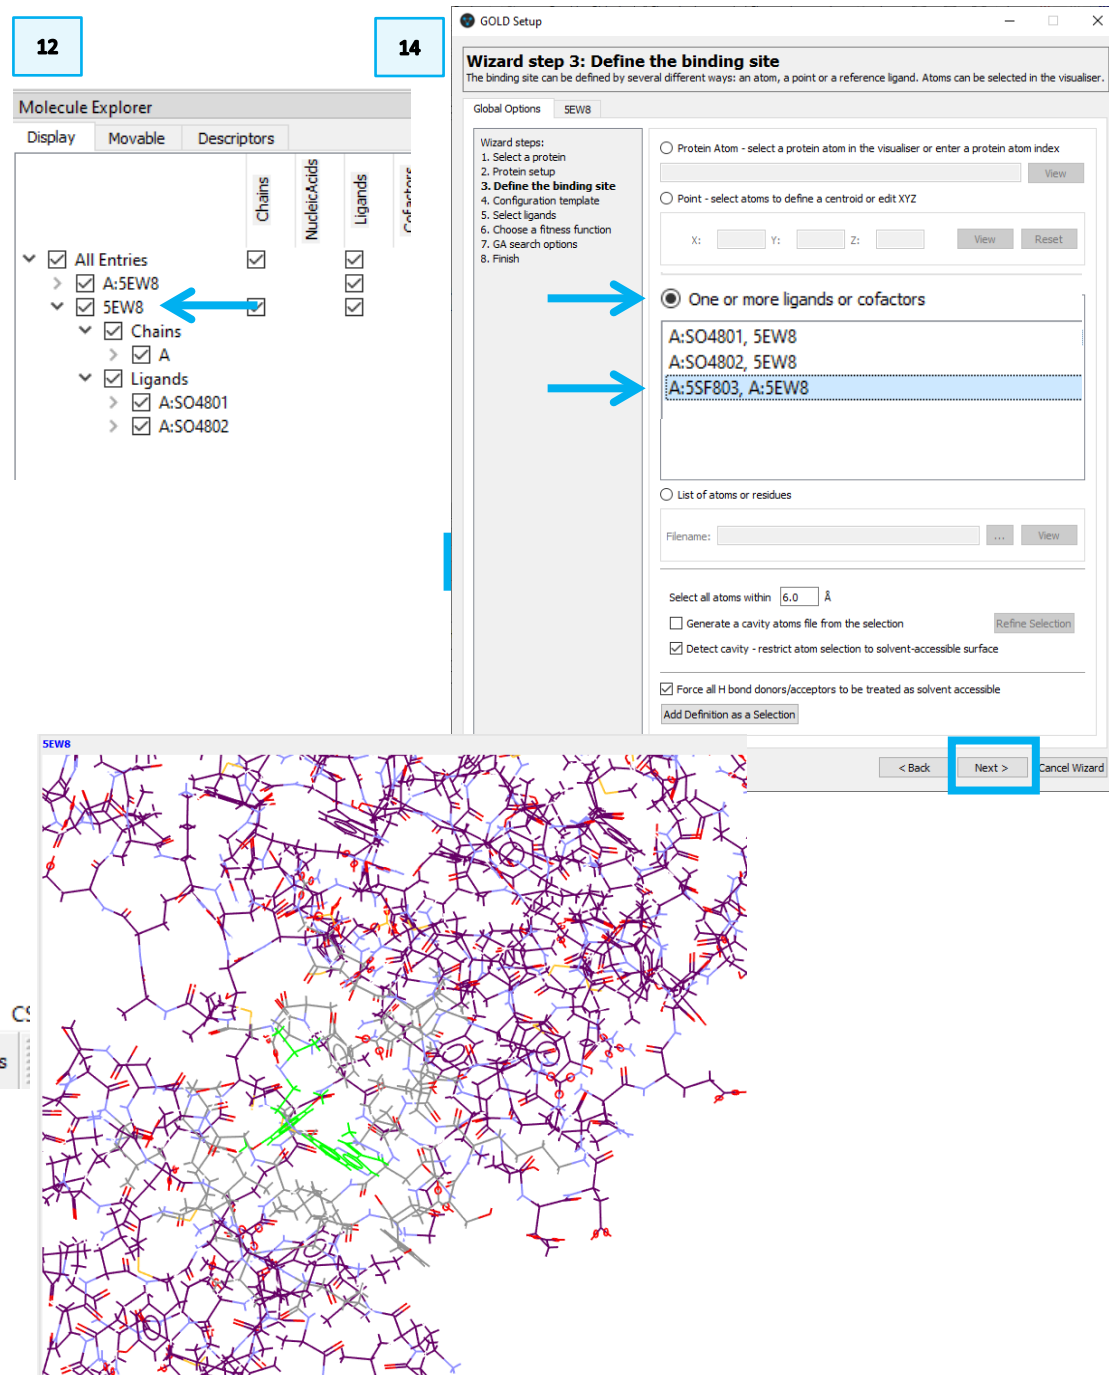 12
Molecule Explorer
Display Movable Descriptors
Chains
NucleicAcids
Ligands
Cofactors
All Entries
A:5EW8
5EW8
Chains
A
Ligands
A:SO4801
A:SO4802
14
GOLD Setup
Wizard step 3: Define the binding site
The binding site can be defined by several different ways: an atom, a point or a reference ligand. Atoms can be selected in the visualiser.
Global Options 5EW8
Wizard steps:
1. Select a protein
2. Protein setup
3. Define the binding site
4. Configuration template
5. Select ligands
6. Choose a fitness function
7. GA search options
8. Finish
Protein Atom - select a protein atom in the visualiser or enter a protein atom index
View
Point - select atoms to define a centroid or edit XYZ
X: Y: Z: View Reset
One or more ligands or cofactors
A:SO4801, 5EW8
A:SO4802, 5EW8
A:5SF803, A:5EW8
List of atoms or residues
Filename: ... View
Select all atoms within 6.0 Å
Generate a cavity atoms file from the selection Refine Selection
Detect cavity - restrict atom selection to solvent-accessible surface
Force all H bond donors/acceptors to be treated as solvent accessible
Add Definition as a Selection
< Back Next > Cancel Wizard
5EW8
CS
s